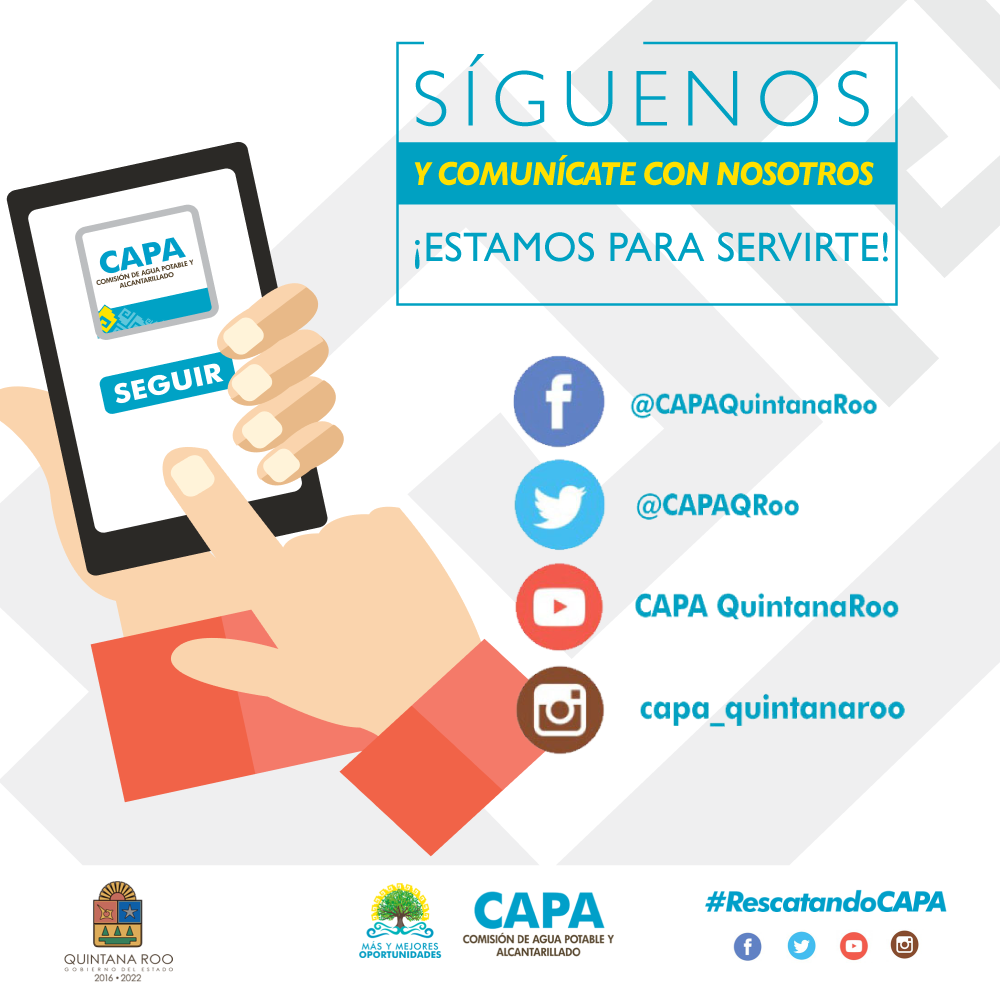 SÍGUENOS
Y COMUNÍCATE CON NOSOTROS
¡ESTAMOS PARA SERVIRTE!
CAPA
COMISIÓN DE AGUA POTABLE Y
ALCANTARILLADO
SEGUIR
@CAPAQuintanaRoo
@CAPAQRoo
CAPA QuintanaRoo
capa_quintanaroo
QUINTANA ROO
GOBIERNO DEL ESTADO
2016 • 2022
MÁS Y MEJORES
OPORTUNIDADES
CAPA
COMISIÓN DE AGUA POTABLE Y
ALCANTARILLADO
#RescatandoCAPA